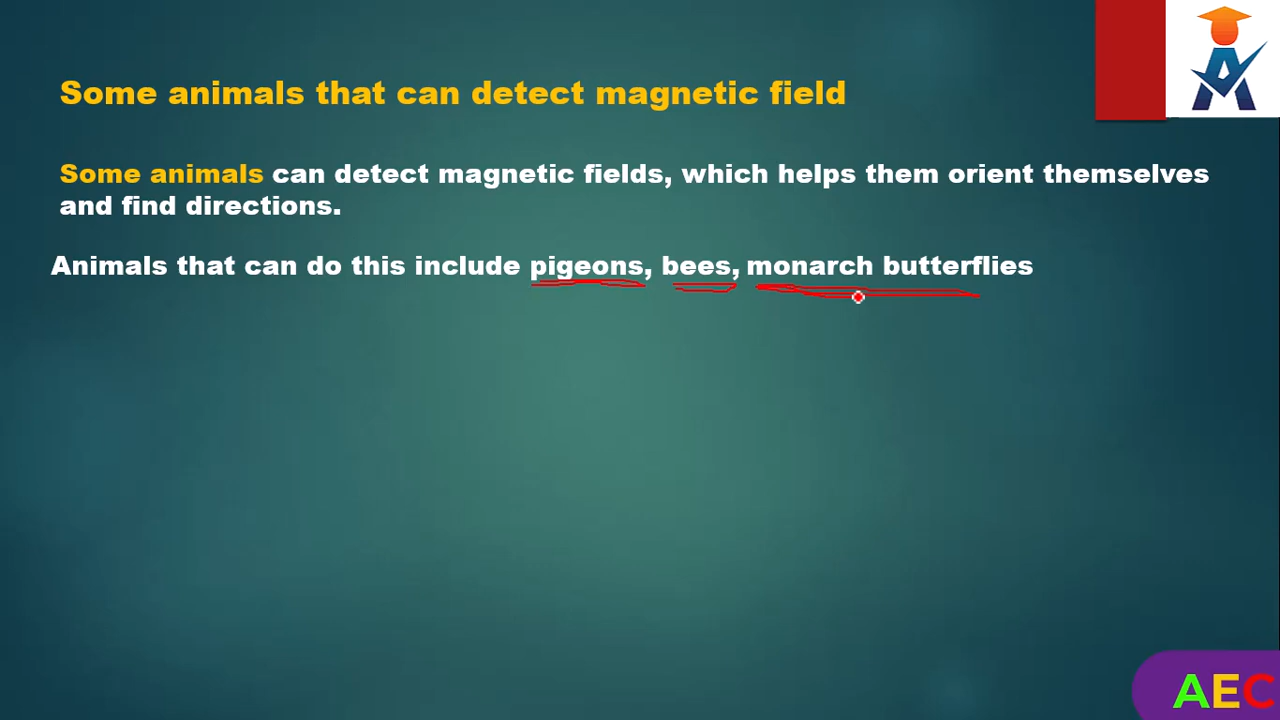 Some animals that can detect magnetic field
Some animals can detect magnetic fields, which helps them orient themselves
and find directions.
Animals that can do this include pigeons, bees, monarch butterflies
AEC